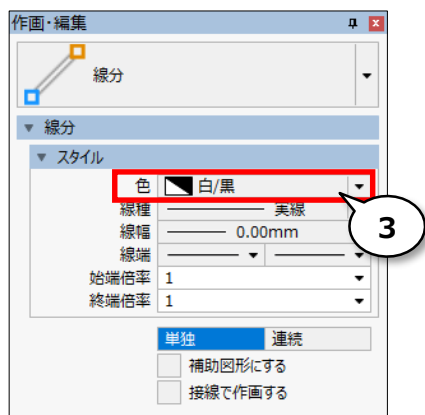 作画・編集
線分
線分
スタイル
色 白/黒
線種 実線
線幅 0.00mm
線端
始端倍率 1
終端倍率 1
3
単独 連続
補助図形にする
接線で作画する